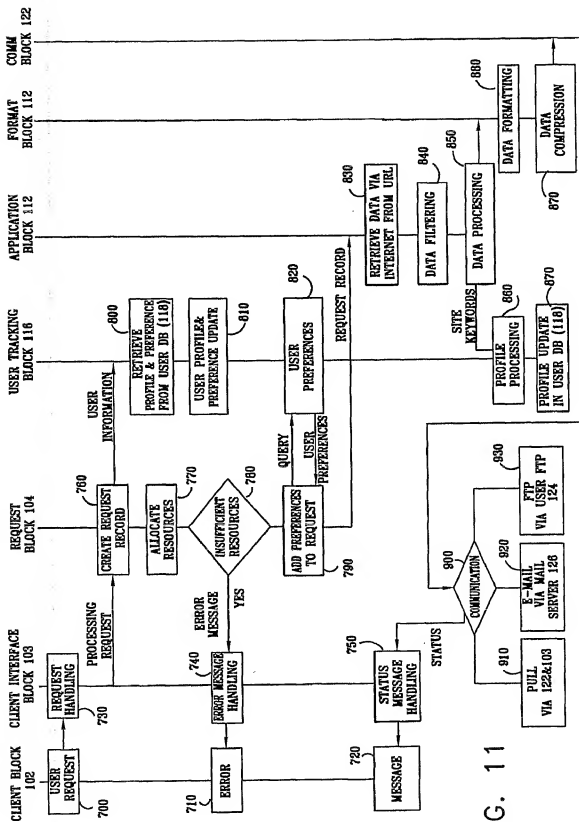 CLIENT BLOCK
102
CLIENT INTERFACE
BLOCK 103
REQUEST
BLOCK 104
USER TRACKING
BLOCK 116
APPLICATION
BLOCK 112
FORMAT
BLOCK 112
COMM
BLOCK 122
USER
REQUEST
700
REQUEST
HANDLING
730
PROCESSING
REQUEST
760
CREATE REQUEST
RECORD
USER
INFORMATION
800
RETRIEVE
PROFILE & PREFERENCE
FROM USER DB (118)
770
ALLOCATE
RESOURCES
USER PROFILE&
PREFERENCE UPDATE
810
780
INSUFFICIENT
RESOURCES
ERROR
MESSAGE
YES
740
ERROR MESSAGE
HANDLING
710
ERROR
QUERY
USER
PREFERENCES
ADD PREFERENCES
TO REQUEST
790
USER
PREFERENCES
820
REQUEST RECORD
RETRIEVE DATA VIA
INTERNET FROM URL
830
DATA FILTERING
840
DATA PROCESSING
850
SITE
KEYWORDS
860
PROFILE
PROCESSING
PROFILE UPDATE
IN USER DB (118)
870
DATA FORMATTING
880
DATA
COMPRESSION
870
STATUS
750
STATUS
MESSAGE
HANDLING
720
MESSAGE
900
COMMUNICATION
910
PULL
VIA 122&103
920
E-MAIL
VIA MAIL
SERVER 126
930
FTP
VIA USER FTP
124
G. 11